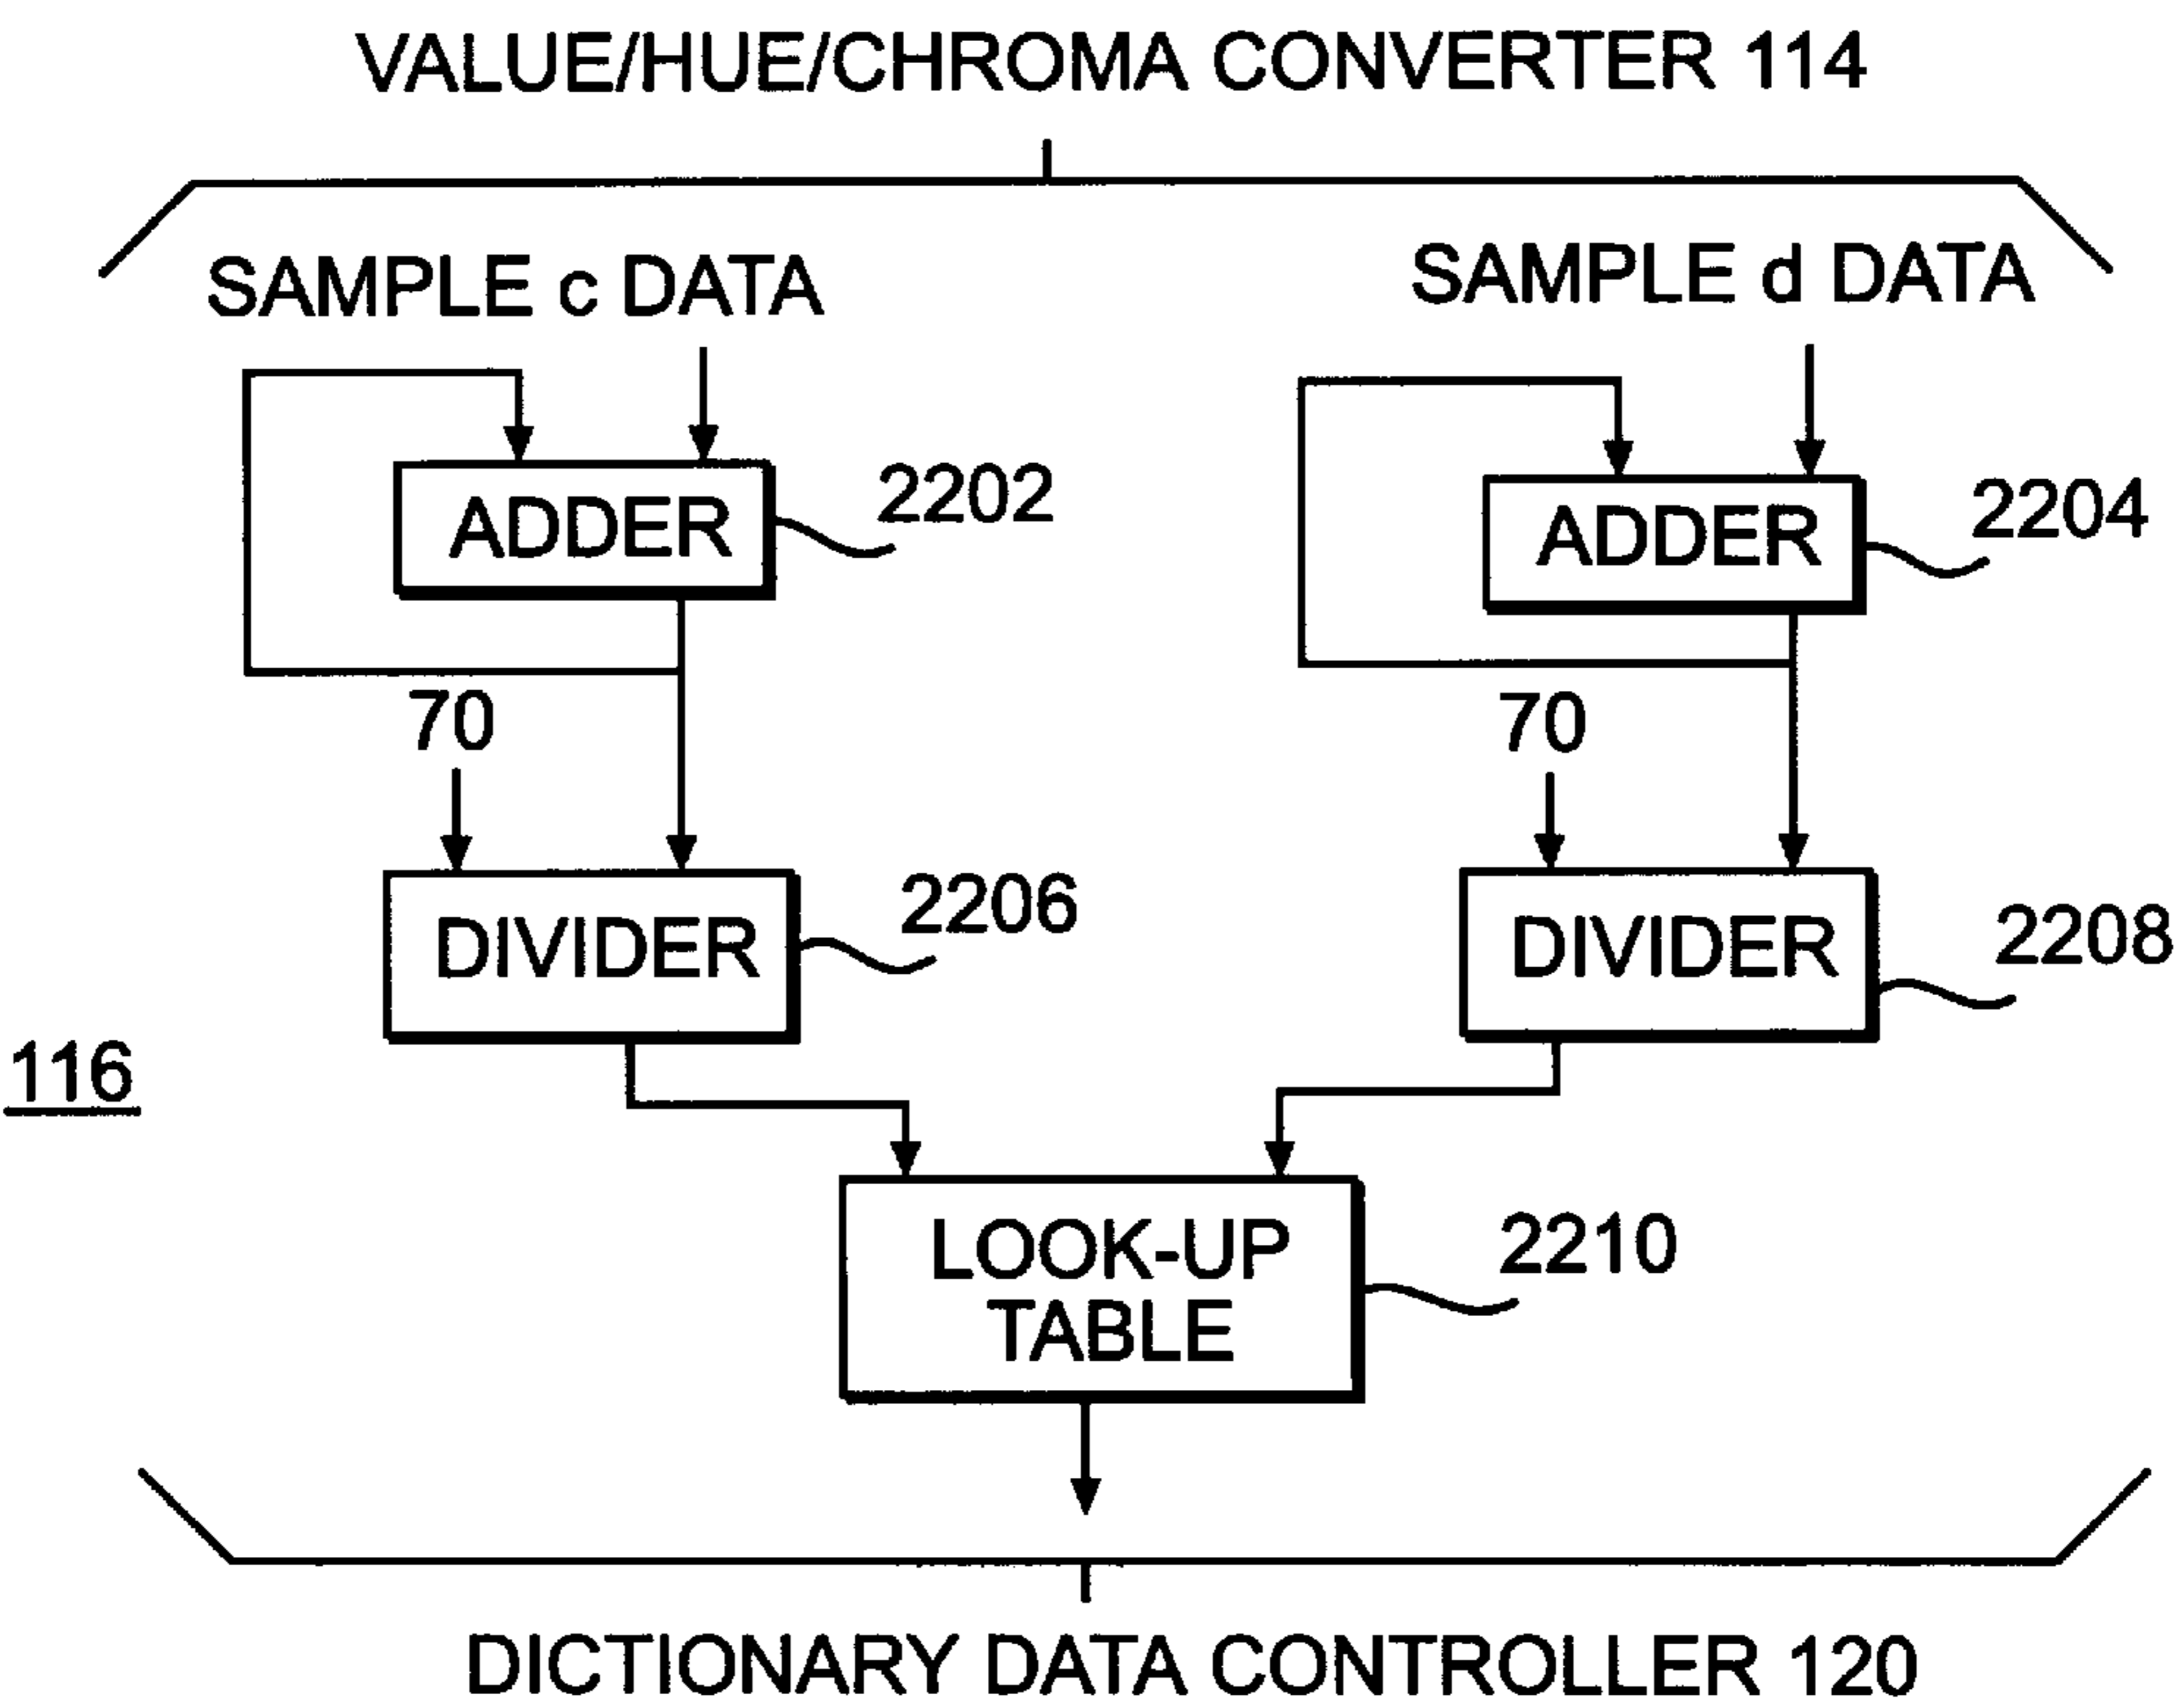 VALUE/HUE/CHROMA CONVERTER 114
SAMPLE c DATA
SAMPLE d DATA
ADDER
2202
ADDER
2204
70
70
DIVIDER
2206
DIVIDER
2208
116
LOOK-UP
TABLE
2210
DICTIONARY DATA CONTROLLER 120